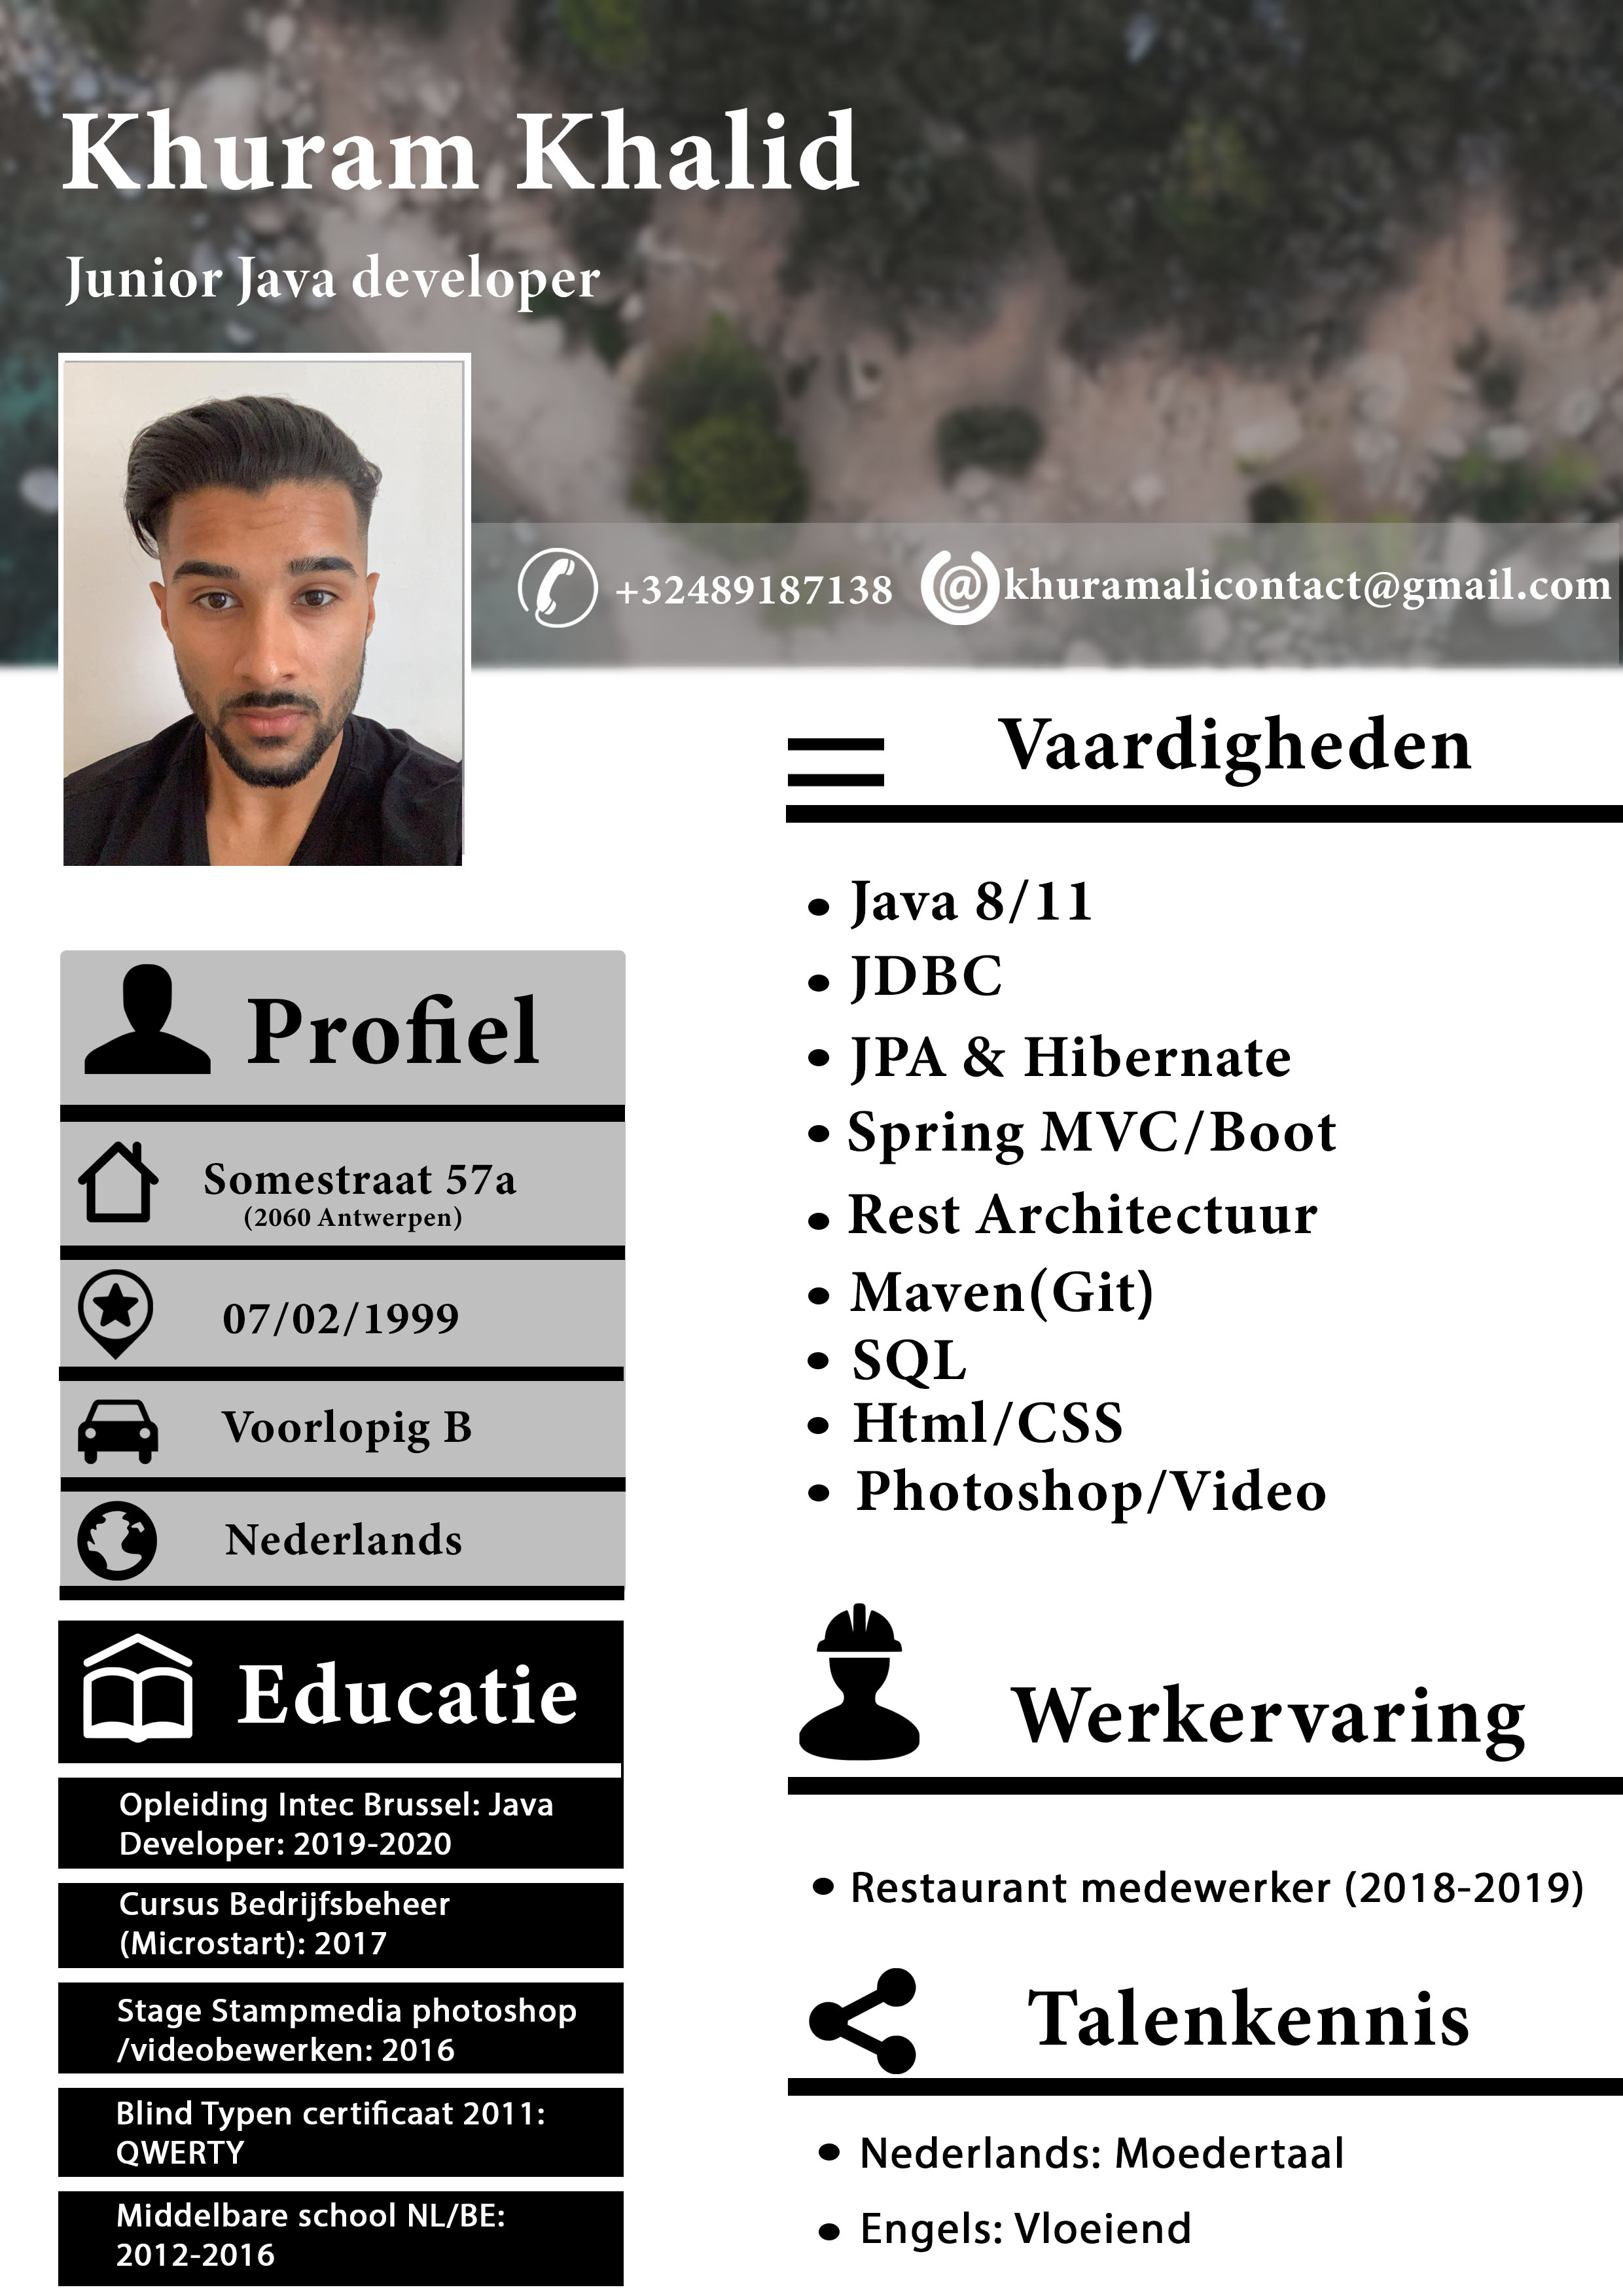 Khuram Khalid
Junior Java developer
+32489187138
khuramalicontact@gmail.com
Profiel
Somestraat 57a
(2060 Antwerpen)
07/02/1999
Voorlopig B
Nederlands
Educatie
Opleiding Intec Brussel: Java
Developer: 2019-2020
Cursus Bedrijfsbeheer
(Microstart): 2017
Stage Stampmedia photoshop
/videobewerken: 2016
Blind Typen certificaat 2011:
QWERTY
Middelbare school NL/BE:
2012-2016
Vaardigheden
• Java 8/11
• JDBC
• JPA & Hibernate
• Spring MVC/Boot
• Rest Architectuur
• Maven(Git)
• SQL
• Html/CSS
• Photoshop/Video
Werkervaring
• Restaurant medewerker (2018-2019)
Talenkennis
• Nederlands: Moedertaal
• Engels: Vloeiend